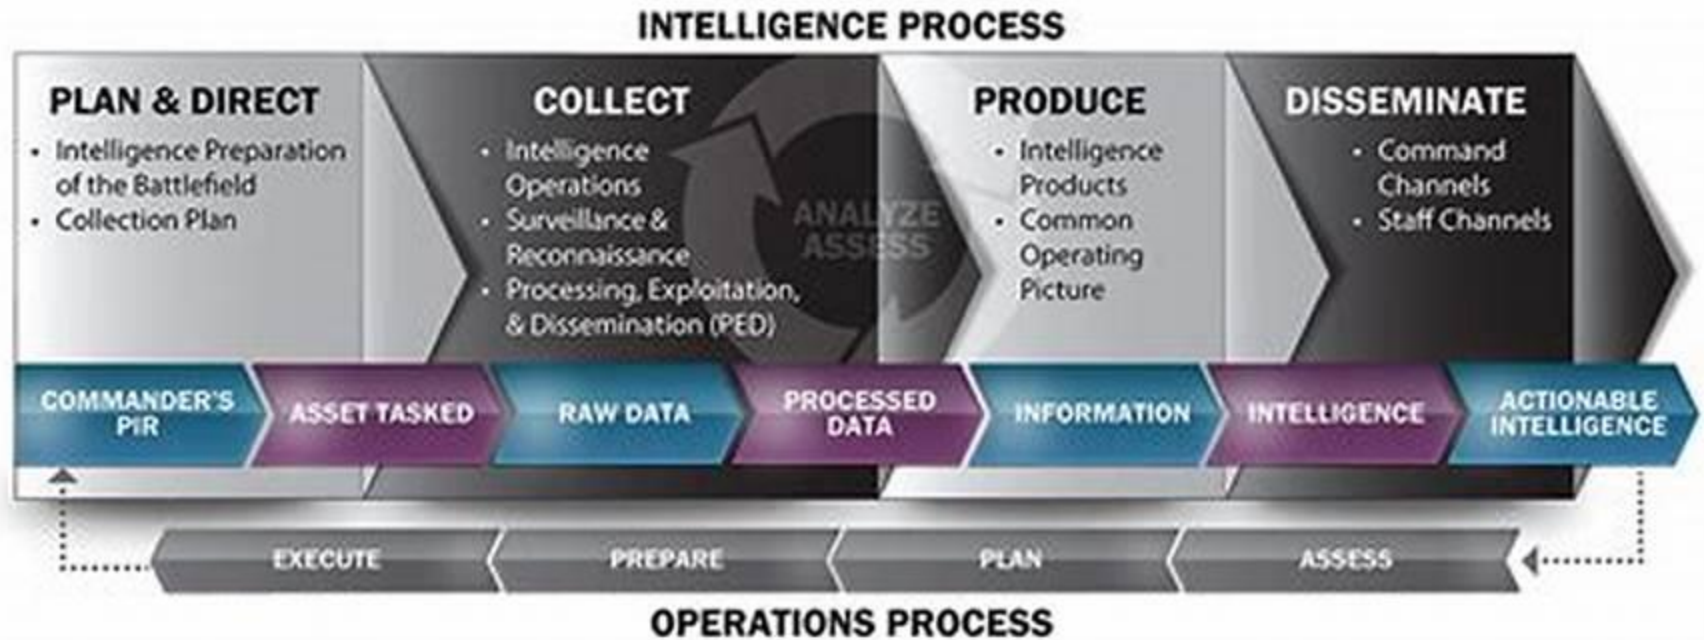 INTELLIGENCE PROCESS
PLAN & DIRECT
• Intelligence Preparation
of the Battlefield
• Collection Plan
COLLECT
• Intelligence
Operations
• Surveillance &
Reconnaissance
• Processing, Exploitation,
& Dissemination (PED)
ANALYZE
ASSESS
PRODUCE
• Intelligence
Products
• Common
Operating
Picture
DISSEMINATE
• Command
Channels
• Staff Channels
COMMANDER'S
PIR
ASSET TASKED
RAW DATA
PROCESSED
DATA
INFORMATION
INTELLIGENCE
ACTIONABLE
INTELLIGENCE
EXECUTE
PREPARE
PLAN
ASSESS
OPERATIONS PROCESS